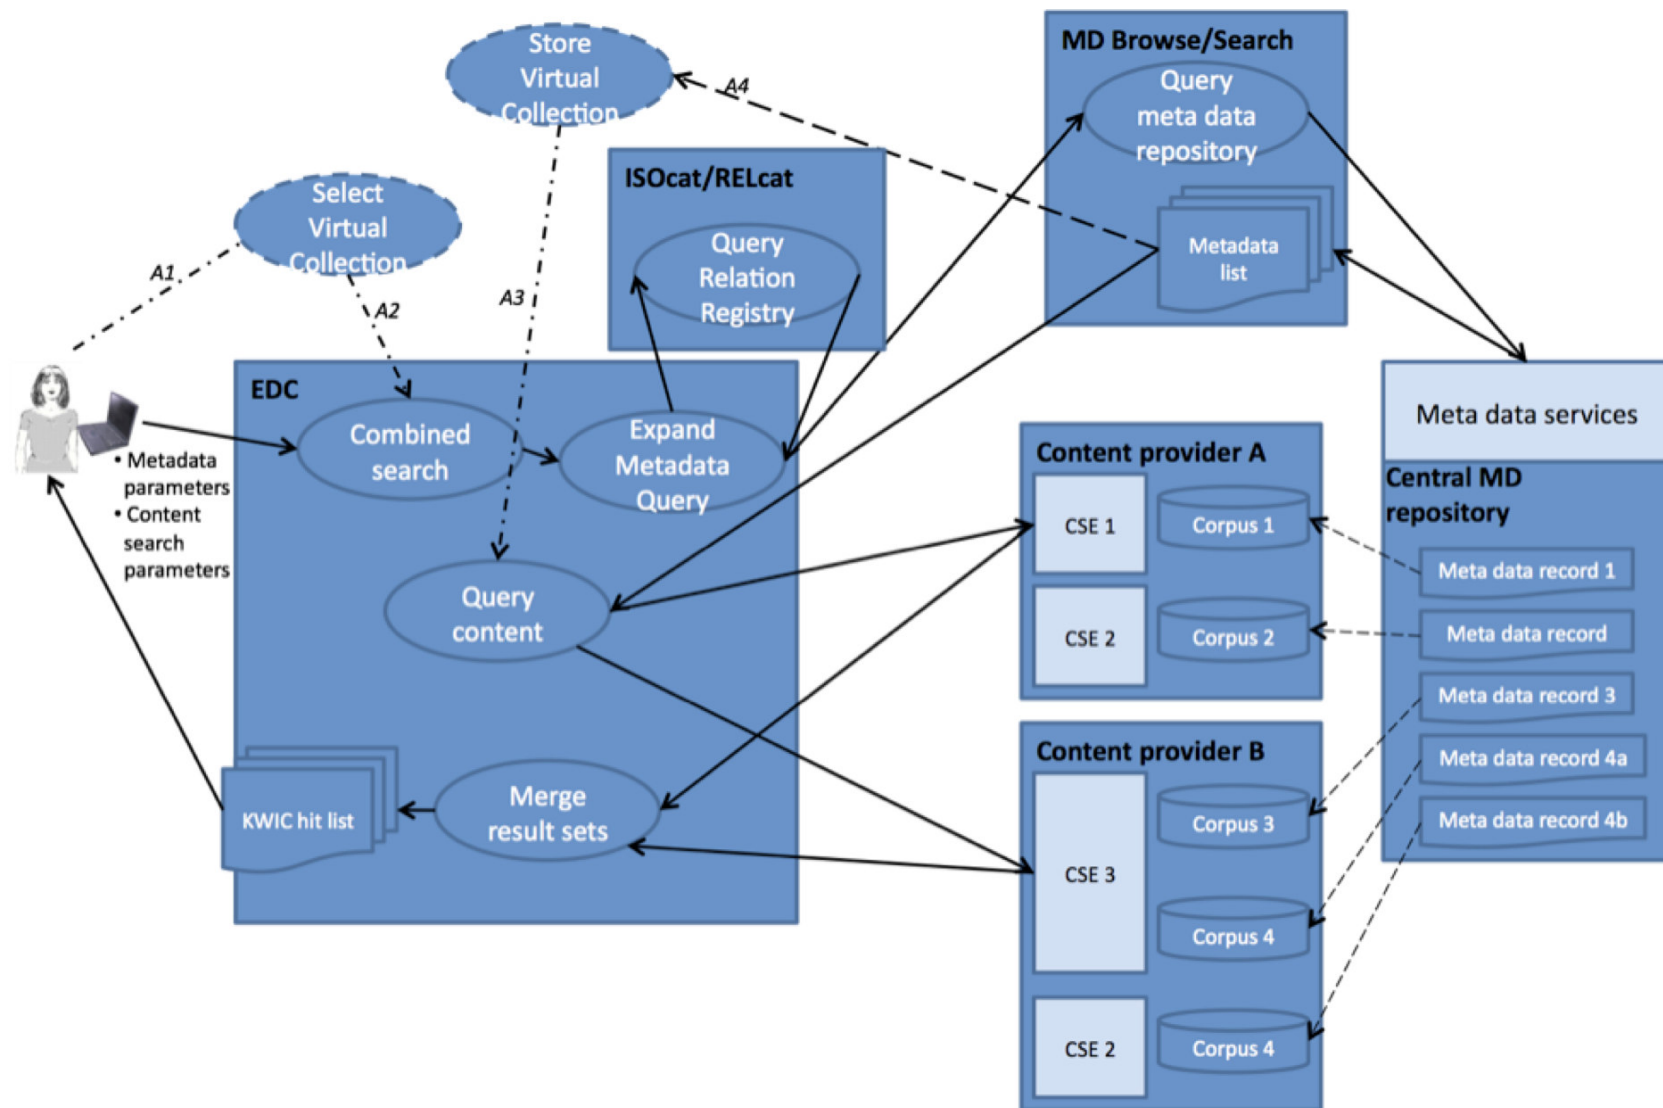 Store
Virtual
Collection
A4
MD Browse/Search
Query
meta data
repository
Metadada
list
Select
Virtual
Collection
A1
A2
A3
ISOcat/RELcat
Query
Relation
Registry
EDC
Combined
search
Expand
Metadata
Query
• Metadata
parameters
• Content
search
parameters
Query
content
Merge
result sets
KWIC hit list
Content provider A
CSE 1
Corpus 1
CSE 2
Corpus 2
Content provider B
CSE 3
Corpus 3
Corpus 4
CSE 2
Corpus 4
Meta data services
Central MD
repository
Meta data record 1
Meta data record
Meta data record 3
Meta data record 4a
Meta data record 4b